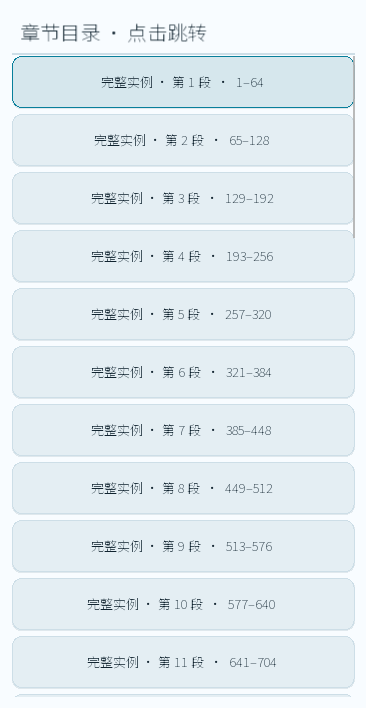 章节目录 · 点击跳转
完整实例 · 第 1 段 · 1–64
完整实例 · 第 2 段 · 65–128
完整实例 · 第 3 段 · 129–192
完整实例 · 第 4 段 · 193–256
完整实例 · 第 5 段 · 257–320
完整实例 · 第 6 段 · 321–384
完整实例 · 第 7 段 · 385–448
完整实例 · 第 8 段 · 449–512
完整实例 · 第 9 段 · 513–576
完整实例 · 第 10 段 · 577–640
完整实例 · 第 11 段 · 641–704